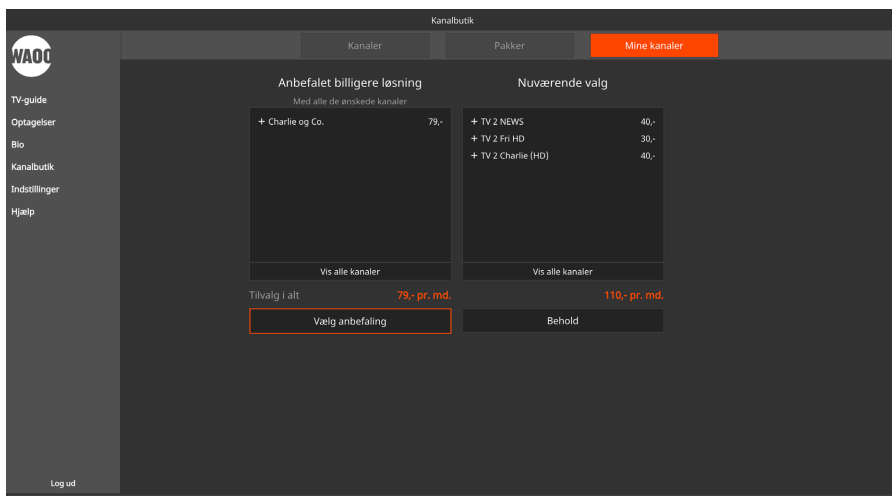 Kanalbutik
WAOO
Kanaler
Pakker
Mine kanaler
TV-guide
Optagelser
Bio
Kanalbutik
Indstillinger
Hjælp
Log ud
Anbefalet billigere løsning
Med alle de ønskede kanaler
+ Charlie og Co. 79,-
Vis alle kanaler
Tilvalg i alt 79,- pr. md.
Vælg anbefaling
Nuværende valg
+ TV 2 NEWS 40,-
+ TV 2 Fri HD 30,-
+ TV 2 Charlie (HD) 40,-
Vis alle kanaler
110,- pr. md.
Behold